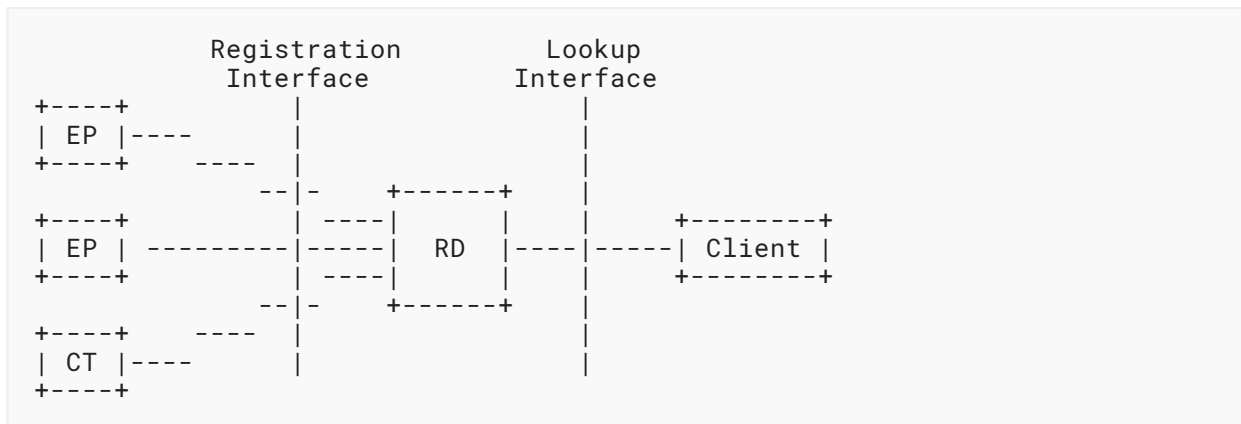 Registration Lookup
Interface Interface
EP
EP RD Client
CT